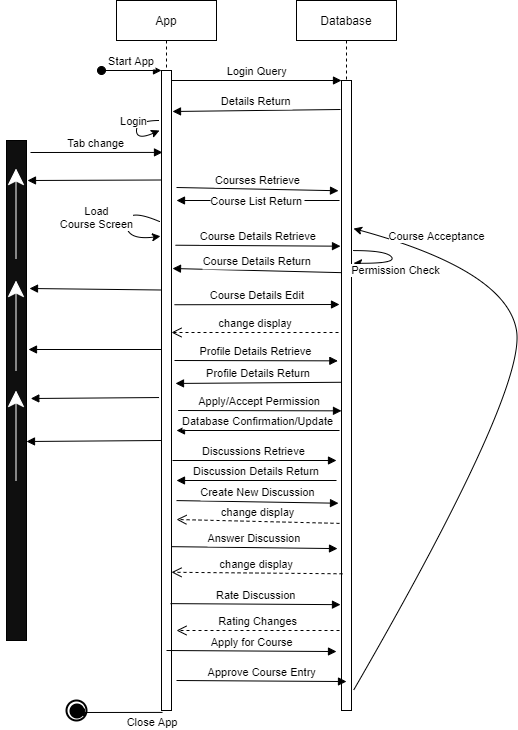 App
Database
Start App
Login Query
Details Return
Login
Tab change
Courses Retrieve
Course List Return
Load
Course Screen
Course Details Retrieve
Course Acceptance
Course Details Return
Permission Check
Course Details Edit
change display
Profile Details Retrieve
Profile Details Return
Apply/Accept Permission
Database Confirmation/Update
Discussions Retrieve
Discussion Details Return
Create New Discussion
change display
Answer Discussion
change display
Rate Discussion
Rating Changes
Apply for Course
Approve Course Entry
Close App